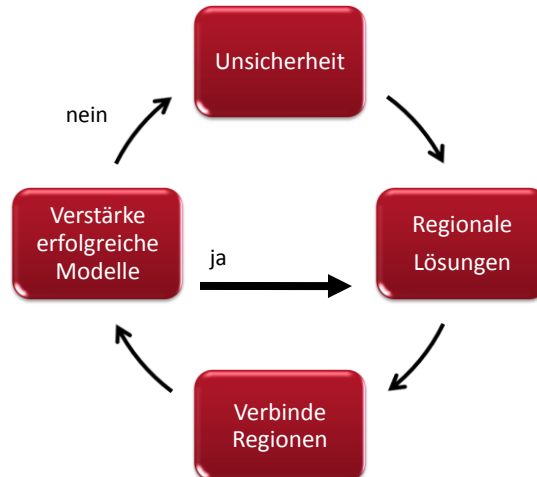 Unsicherheit
nein
Verstärke
erfolgreiche
Modelle
ja
Regionale
Lösungen
Verbinde
Regionen